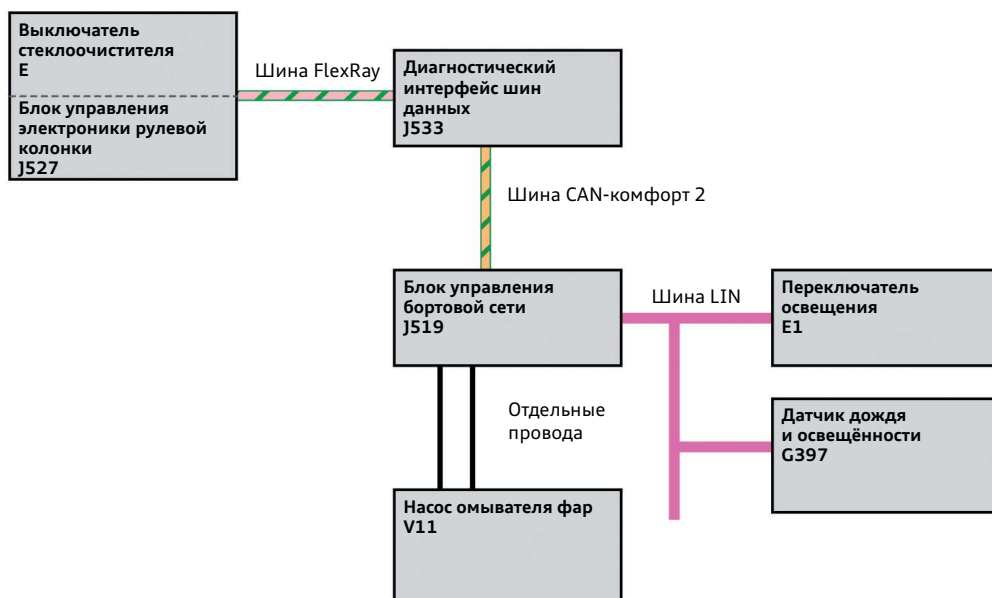 Выключатель
стеклоочистителя
E
Блок управления
электроники рулевой
колонки
J527
Шина FlexRay
Диагностический
интерфейс шин
данных
J533
Шина CAN-комфорт 2
Блок управления
бортовой сети
J519
Шина LIN
Переключатель
освещения
E1
Отдельные
провода
Датчик дождя
и освещённости
G397
Насос омывателя фар
V11